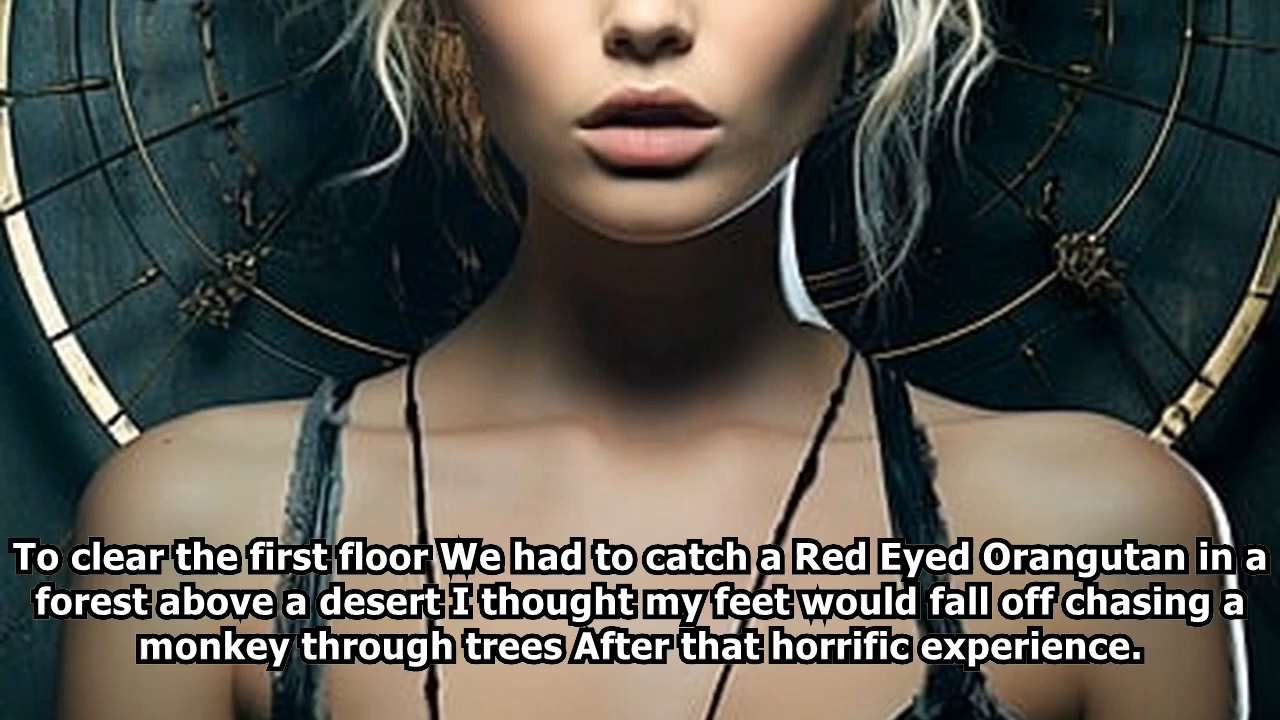 To clear the first floor We had to catch a Red Eyed Orangutan in a
forest above a desert I thought my feet would fall off chasing a
monkey through trees After that horrific experience.